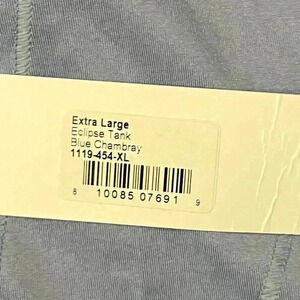 Extra Large
Eclipse Tank
Blue Chambray
1119-454-XL
8 10085 07691 9